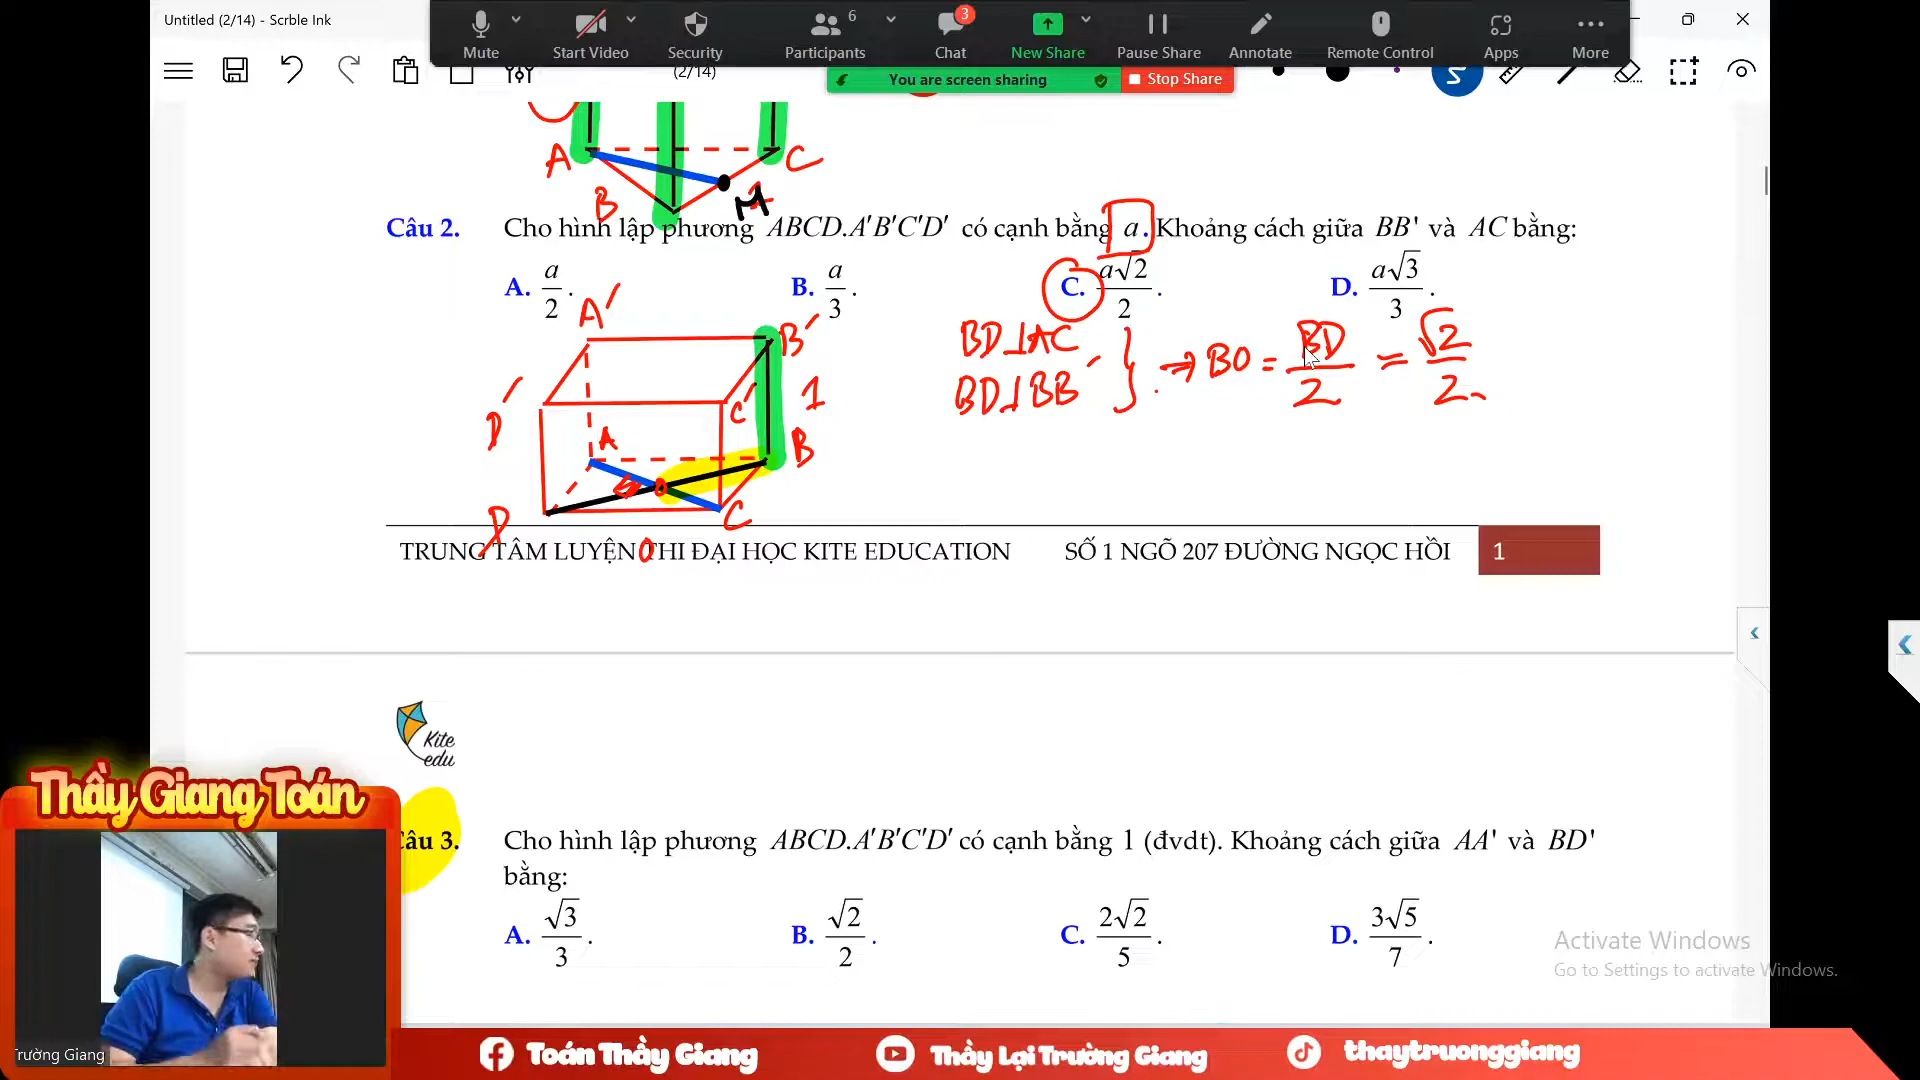 Untitled (2/14) - Scrble Ink
Mute
Start Video
Security
Participants 6
Chat 3
New Share
Pause Share
Annotate
Remote Control
Apps
More
(2/14)
You are screen sharing
Stop Share
A
B
C
M
Câu 2. Cho hình lập phương ABCD.A'B'C'D' có cạnh bằng a. Khoảng cách giữa BB' và AC bằng:
A. a/2. B. a/3. C. a√2/2. D. a√3/3.
A'
B'
D'
C'
1
A
B
D
C
O
BD⊥AC
BD⊥BB'
} ⇒ BO = BD/2 = √2/2.
TRUNG TÂM LUYỆN THI ĐẠI HỌC KITE EDUCATION SỐ 1 NGÕ 207 ĐƯỜNG NGỌC HỒI 1
Kite
edu
Câu 3. Cho hình lập phương ABCD.A'B'C'D' có cạnh bằng 1 (đvdt). Khoảng cách giữa AA' và BD'
bằng:
A. √3/3. B. √2/2. C. 2√2/5. D. 3√5/7.
Activate Windows
Go to Settings to activate Windows.
Thầy Giang Toán
Trường Giang
Toán Thầy Giang
Thầy Lại Trường Giang
thaytruonggiang